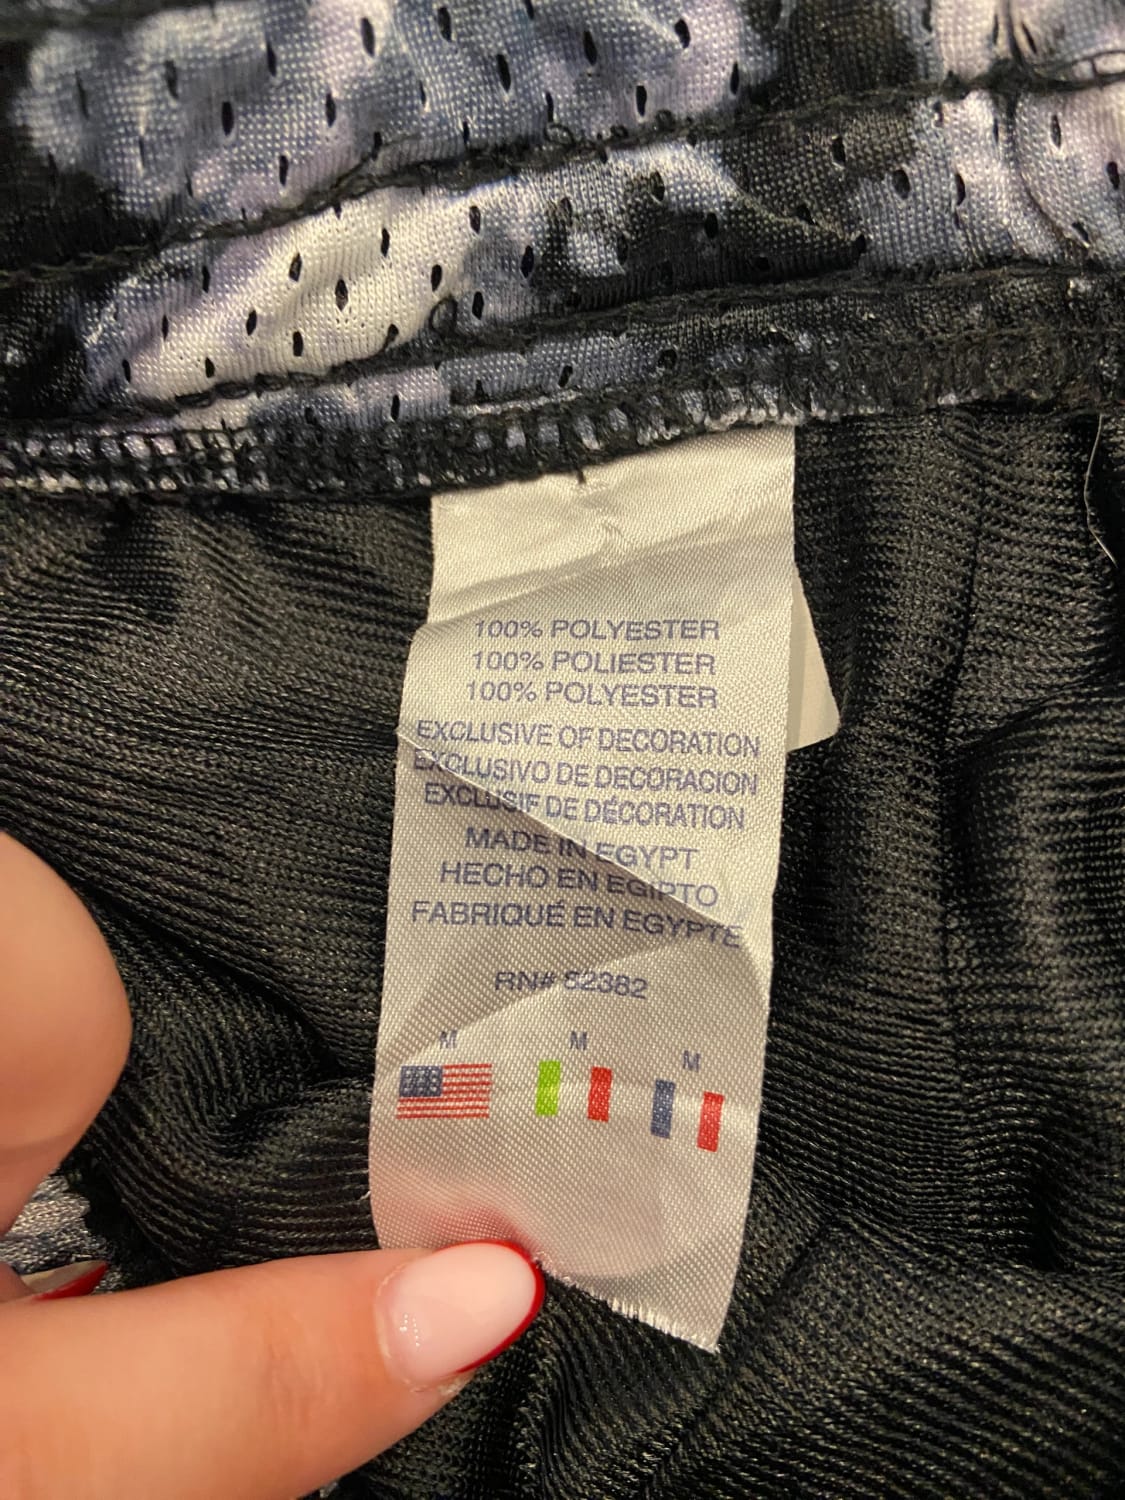 100% POLYESTER
100% POLIESTER
100% POLYESTER
EXCLUSIVE OF DECORATION
EXCLUSIVO DE DECORACION
EXCLUSIF DE DÉCORATION
MADE IN EGYPT
HECHO EN EGIPTO
FABRIQUÉ EN EGYPTE
RN# 52382
M M M